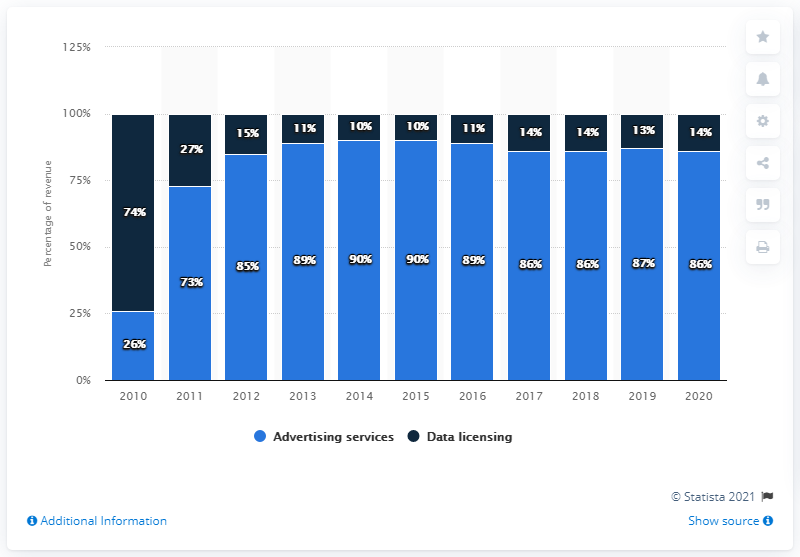 125%
100%
75%
50%
25%
0%
Percentage of revenue
74% 27% 15% 11% 10% 10% 11% 14% 14% 13% 14%
26% 73% 85% 89% 90% 90% 89% 86% 86% 87% 86%
2010 2011 2012 2013 2014 2015 2016 2017 2018 2019 2020
Advertising services Data licensing
© Statista 2021
Additional Information Show source